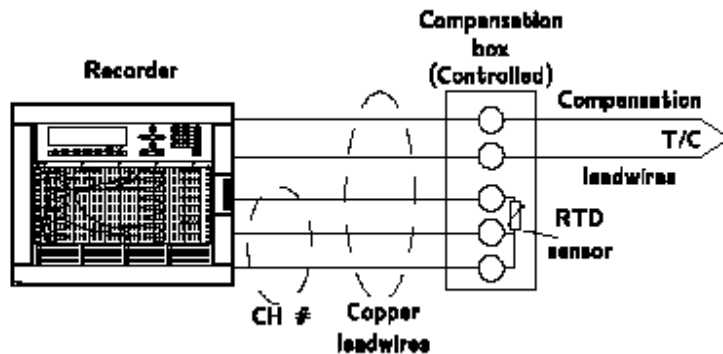 Compensation
box
(Controlled)
Recorder
Compensation
T/C
leadwires
RTD
sensor
CH #
Copper
leadwires